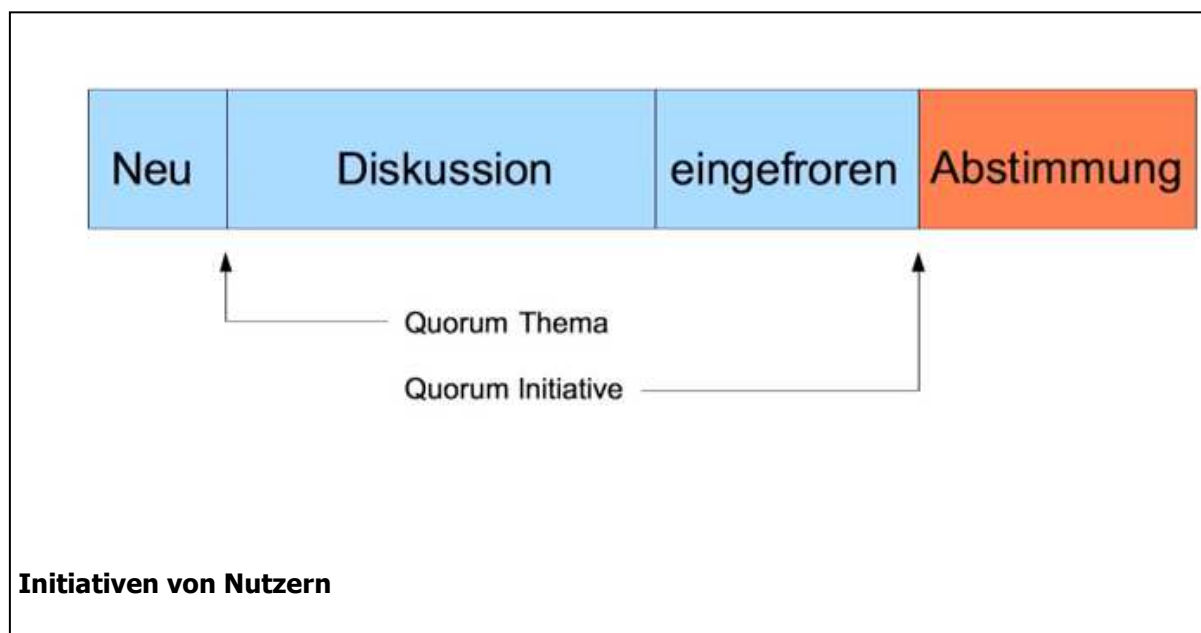 Neu Diskussion eingefroren Abstimmung
Quorum Thema
Quorum Initiative
Initiativen von Nutzern